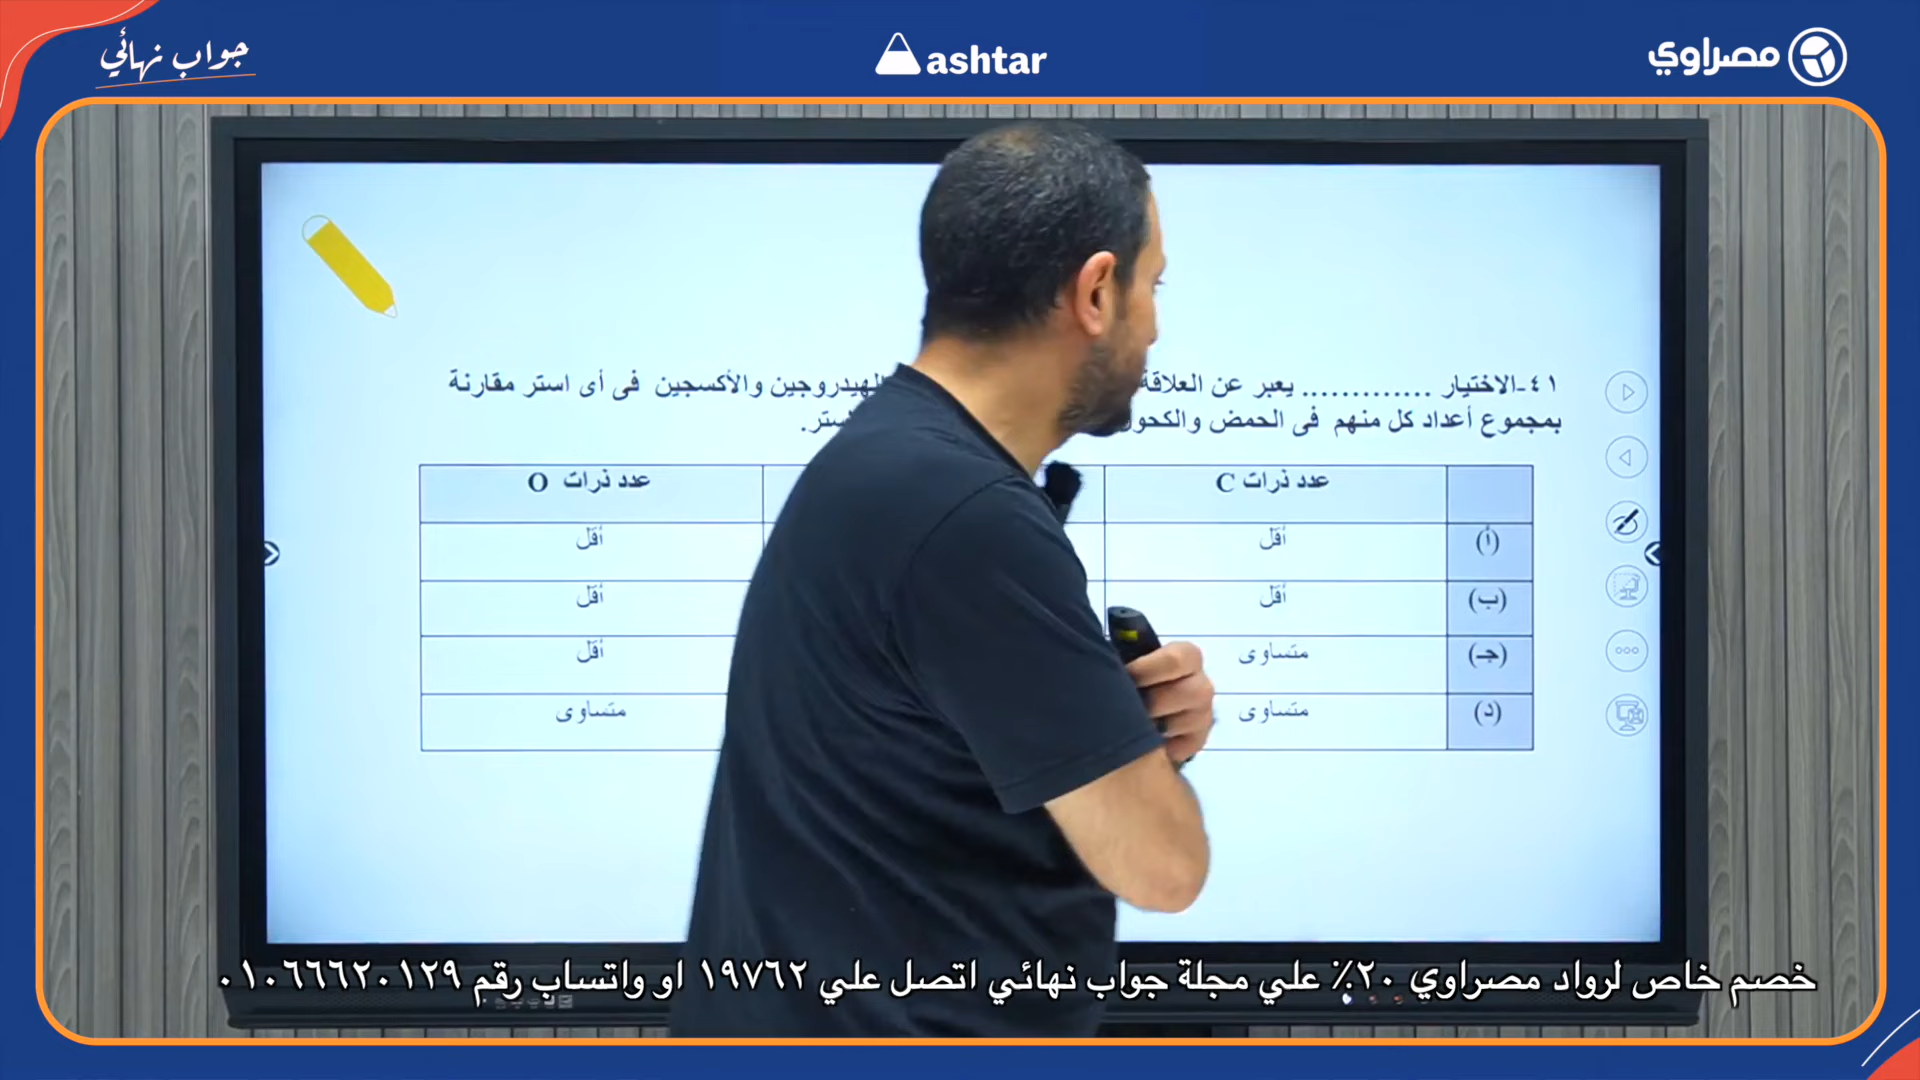 جواب نهائي
ashtar
مصراوي
٤١-الاختيار ............. يعبر عن العلاقة الهيدروجين والأكسجين فى أى استر مقارنة
بمجموع أعداد كل منهم فى الحمض والكحول
عدد ذرات C عدد ذرات O
(أ) أقل أقل
(ب) أقل أقل
(جـ) متساوى أقل
(د) متساوى متساوى
خصم خاص لرواد مصراوي ٢٠٪ علي مجلة جواب نهائي اتصل علي ١٩٧٦٢ او واتساب رقم ٠١٠٦٦٦٢٠١٢٩